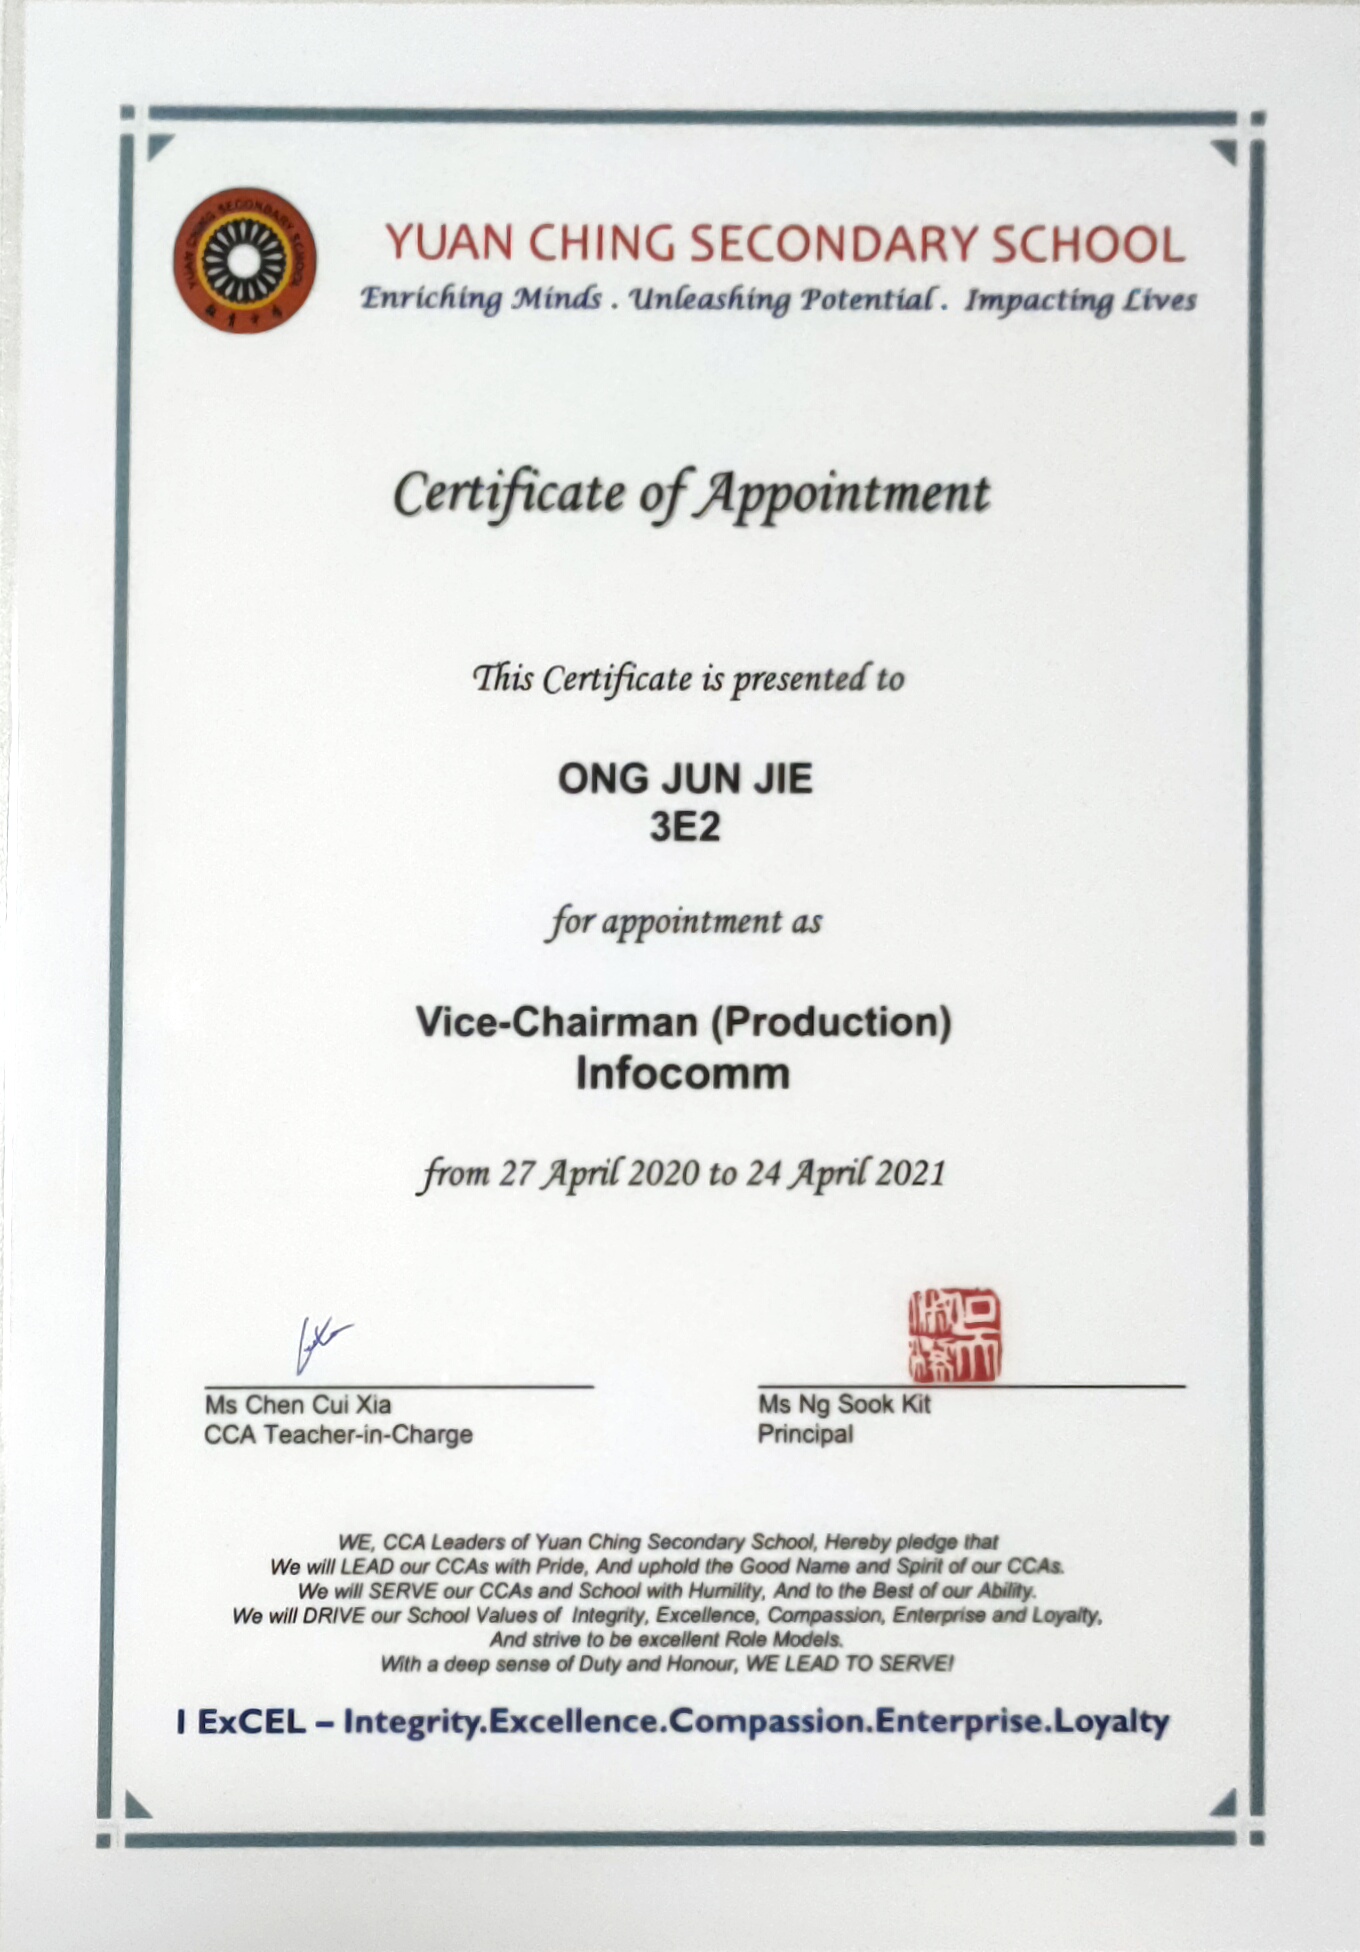 YUAN CHING SECONDARY SCHOOL
YUAN CHING SECONDARY SCHOOL
Enriching Minds . Unleashing Potential . Impacting Lives
Certificate of Appointment
This Certificate is presented to
ONG JUN JIE
3E2
for appointment as
Vice-Chairman (Production)
Infocomm
from 27 April 2020 to 24 April 2021
Ms Chen Cui Xia
CCA Teacher-in-Charge
Ms Ng Sook Kit
Principal
WE, CCA Leaders of Yuan Ching Secondary School, Hereby pledge that
We will LEAD our CCAs with Pride, And uphold the Good Name and Spirit of our CCAs.
We will SERVE our CCAs and School with Humility, And to the Best of our Ability.
We will DRIVE our School Values of Integrity, Excellence, Compassion, Enterprise and Loyalty,
And strive to be excellent Role Models.
With a deep sense of Duty and Honour, WE LEAD TO SERVE!
I ExCEL – Integrity.Excellence.Compassion.Enterprise.Loyalty